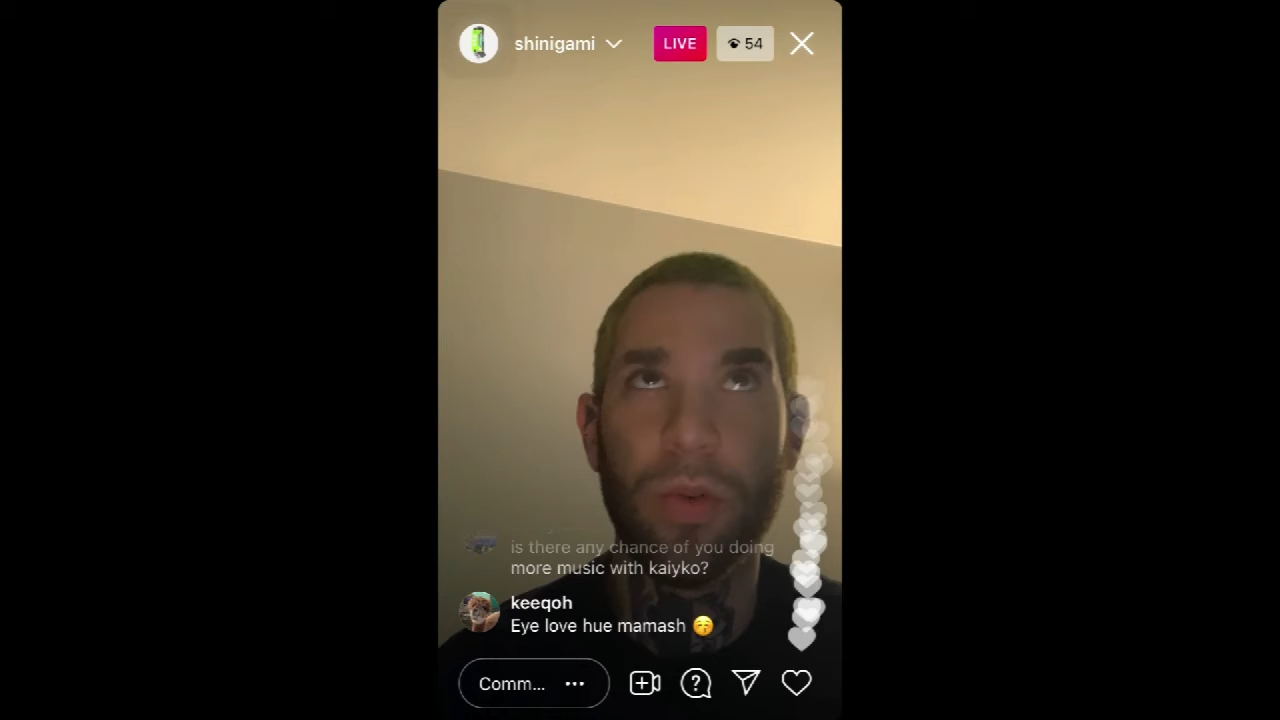 shinigami
LIVE
54
is there any chance of you doing
more music with kaiyko?
keeqoh
Eye love hue mamash 😚
Comm...